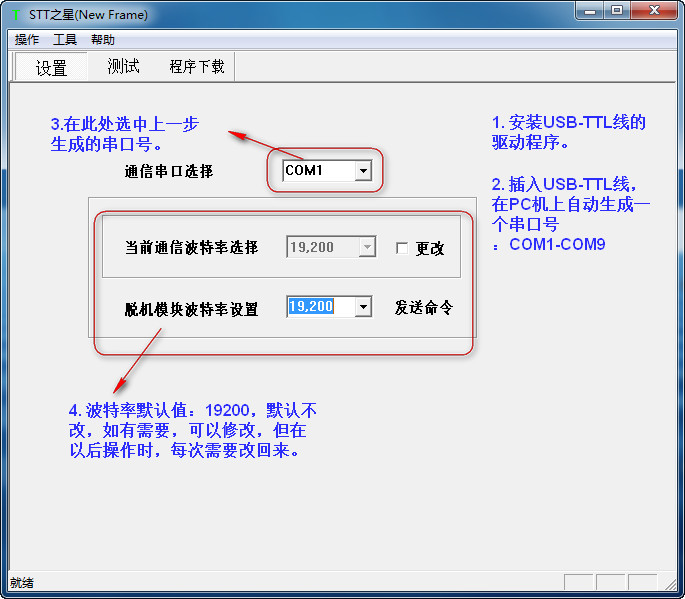 STT之星(New Frame)
操作 工具 帮助
设置 测试 程序下载
3.在此处选中上一步
生成的串口号。
通信串口选择 COM1
1. 安装USB-TTL线的
驱动程序。
2. 插入USB-TTL线，
在PC机上自动生成一
个串口号
：COM1-COM9
当前通信波特率选择 19,200 更改
脱机模块波特率设置 19,200 发送命令
4. 波特率默认值：19200，默认不
改，如有需要，可以修改，但在
以后操作时，每次需要改回来。
就绪